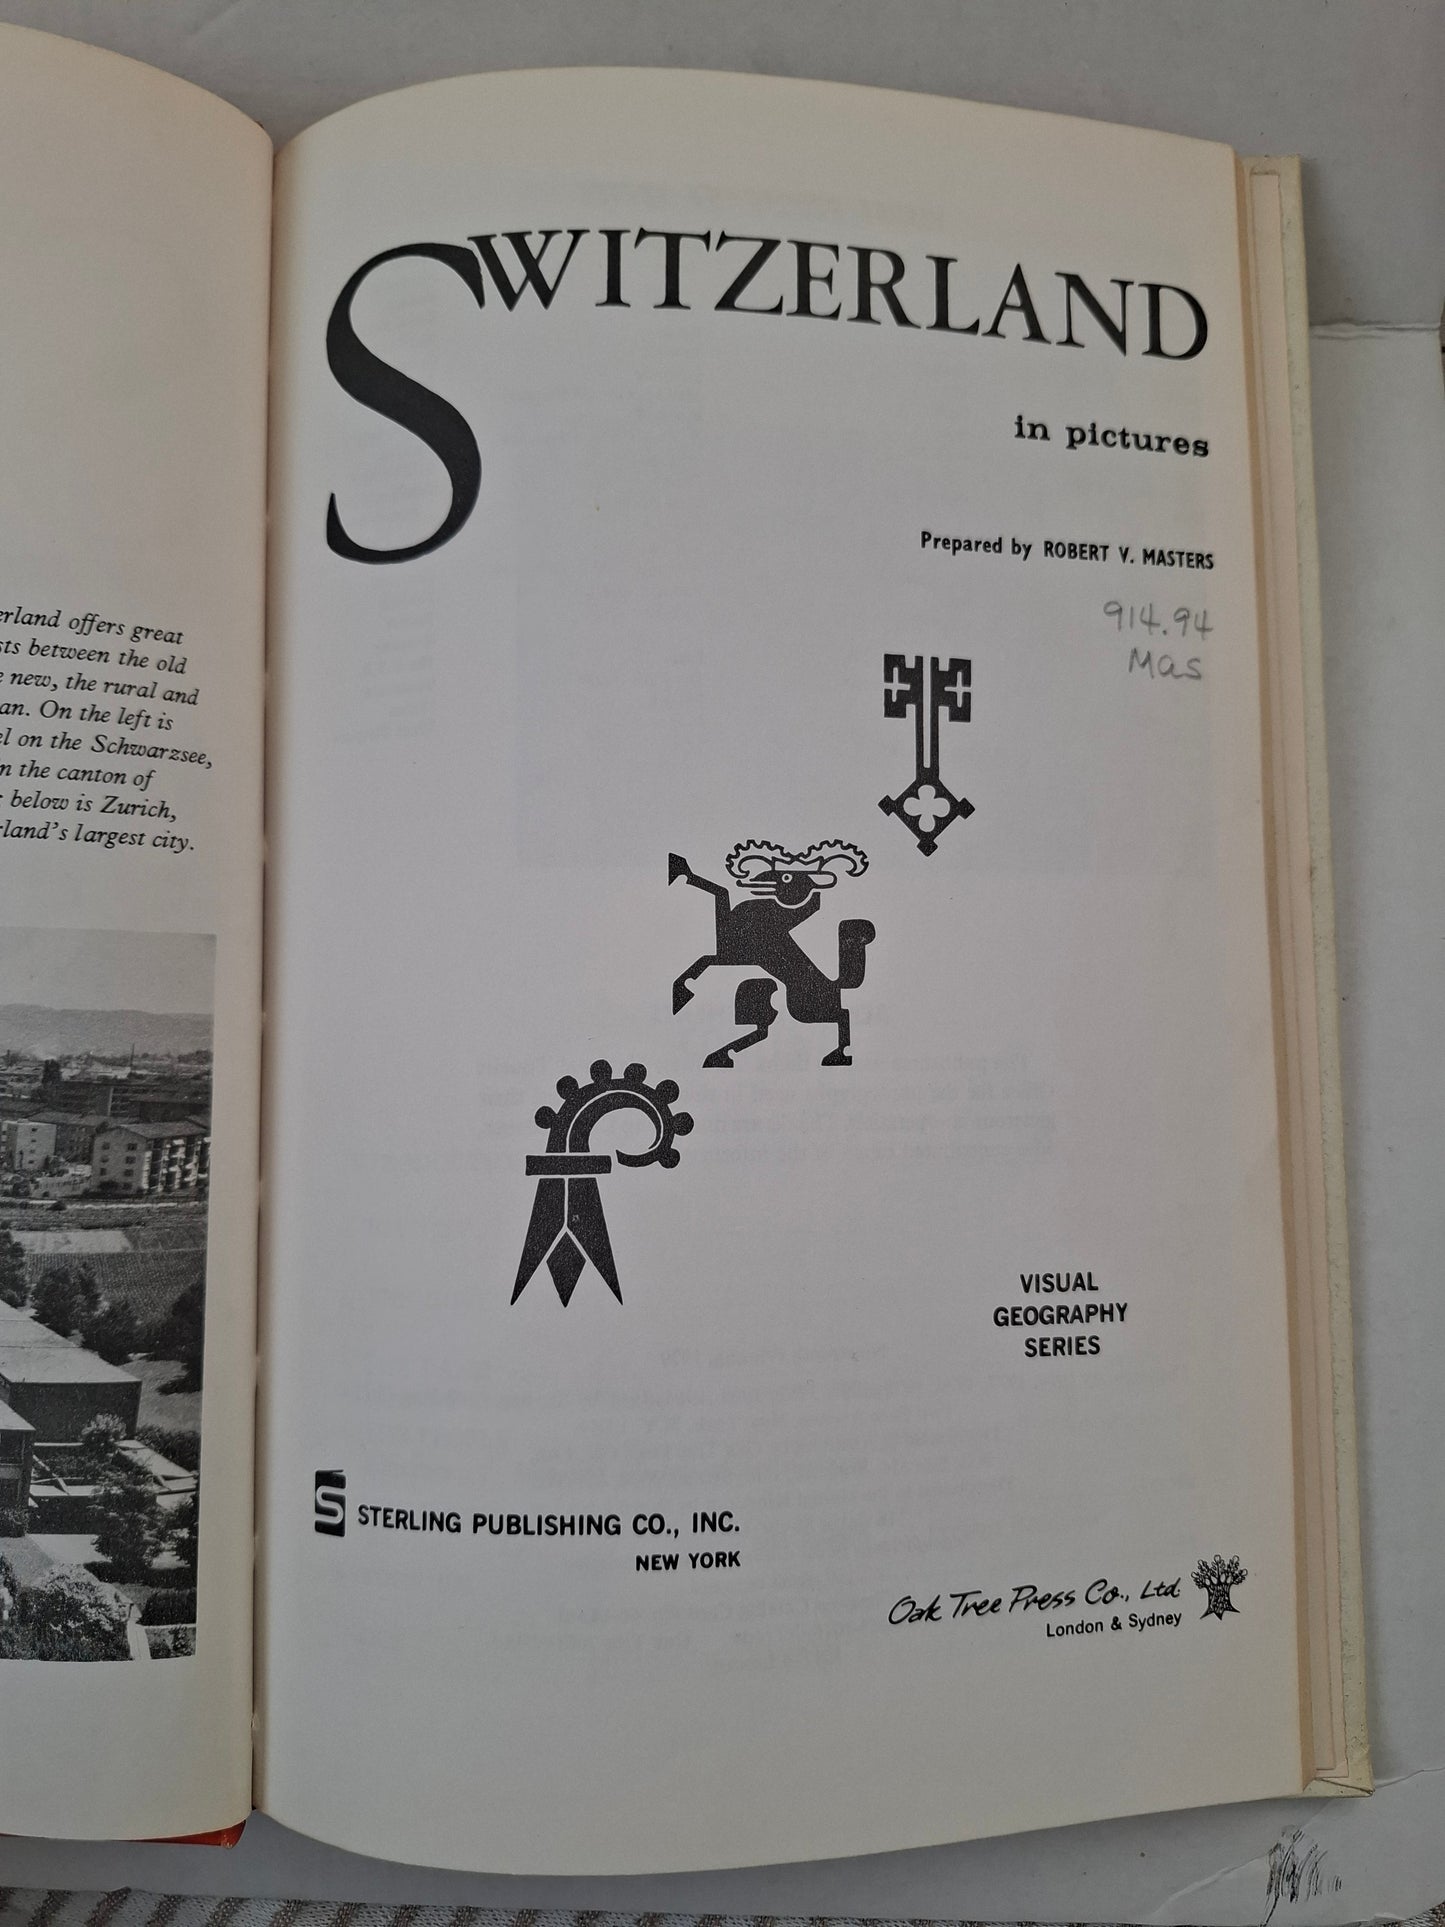 erland offers great
sts between the old
e new, the rural and
an. On the left is
el on the Schwarzsee,
n the canton of
; below is Zurich,
rland's largest city.
SWITZERLAND
in pictures
Prepared by ROBERT V. MASTERS
914.94
Mas
VISUAL
GEOGRAPHY
SERIES
S STERLING PUBLISHING CO., INC.
NEW YORK
Oak Tree Press Co., Ltd.
London & Sydney